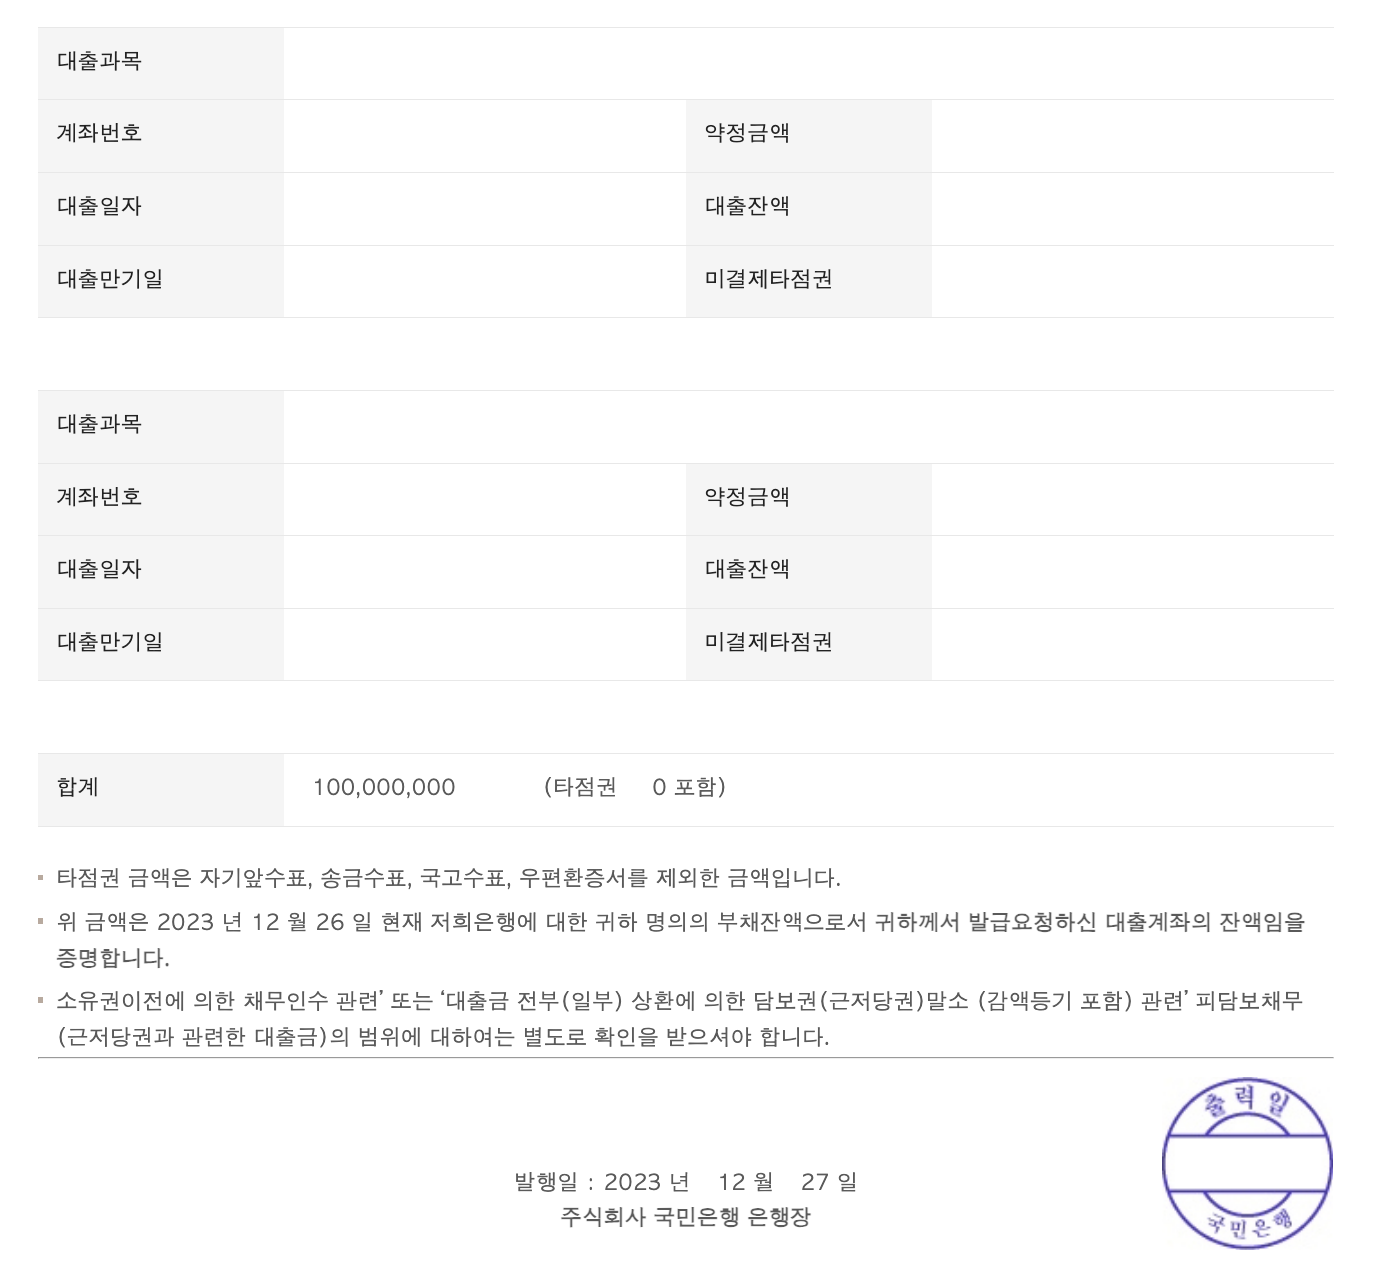 대출과목
계좌번호 약정금액
대출일자 대출잔액
대출만기일 미결제타점권
대출과목
계좌번호 약정금액
대출일자 대출잔액
대출만기일 미결제타점권
합계 100,000,000 (타점권 0 포함)
타점권 금액은 자기앞수표, 송금수표, 국고수표, 우편환증서를 제외한 금액입니다.
위 금액은 2023 년 12 월 26 일 현재 저희은행에 대한 귀하 명의의 부채잔액으로서 귀하께서 발급요청하신 대출계좌의 잔액임을
증명합니다.
소유권이전에 의한 채무인수 관련’ 또는 ‘대출금 전부(일부) 상환에 의한 담보권(근저당권)말소 (감액등기 포함) 관련’ 피담보채무
(근저당권과 관련한 대출금)의 범위에 대하여는 별도로 확인을 받으셔야 합니다.
출력일
발행일 : 2023 년 12 월 27 일
주식회사 국민은행 은행장
국민은행